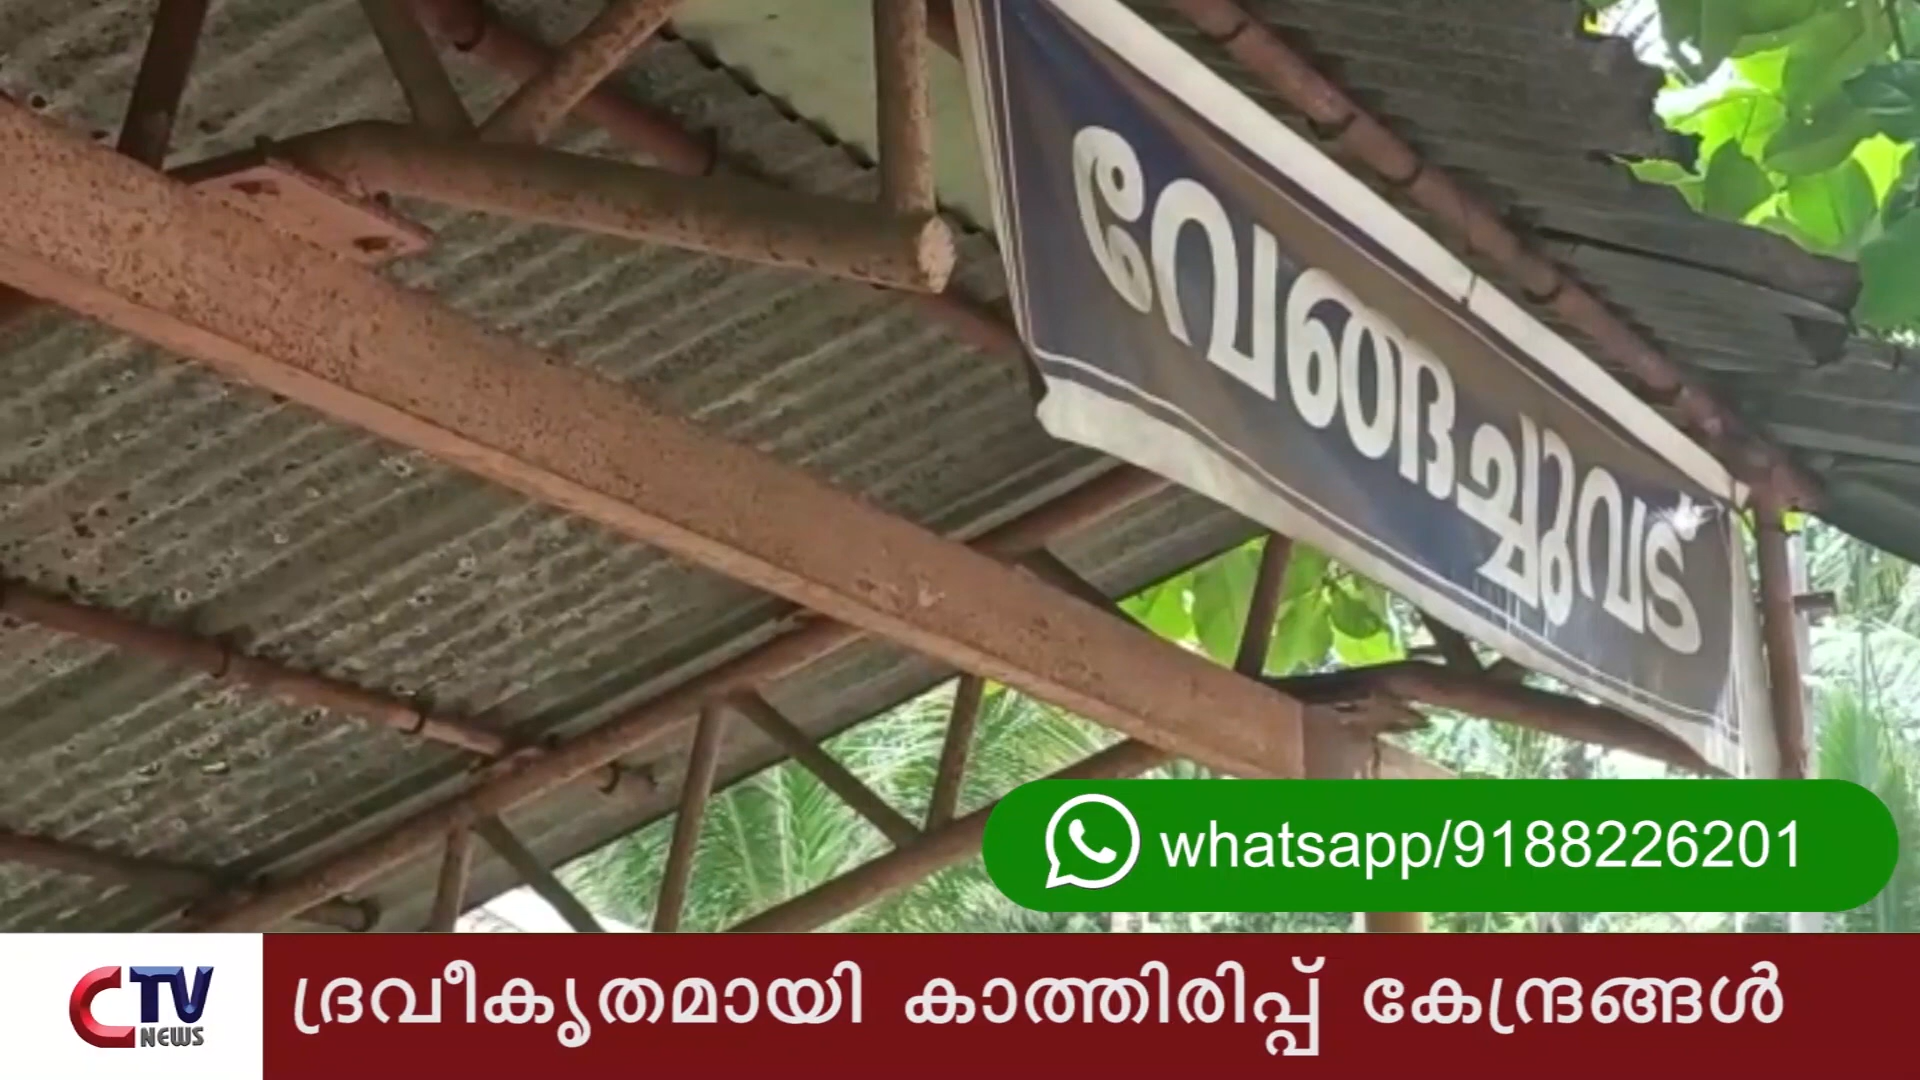 വേങ്ങച്ചുവട്
whatsapp/9188226201
CTV NEWS
ദ്രവീകൃതമായി കാത്തിരിപ്പ് കേന്ദ്രങ്ങൾ